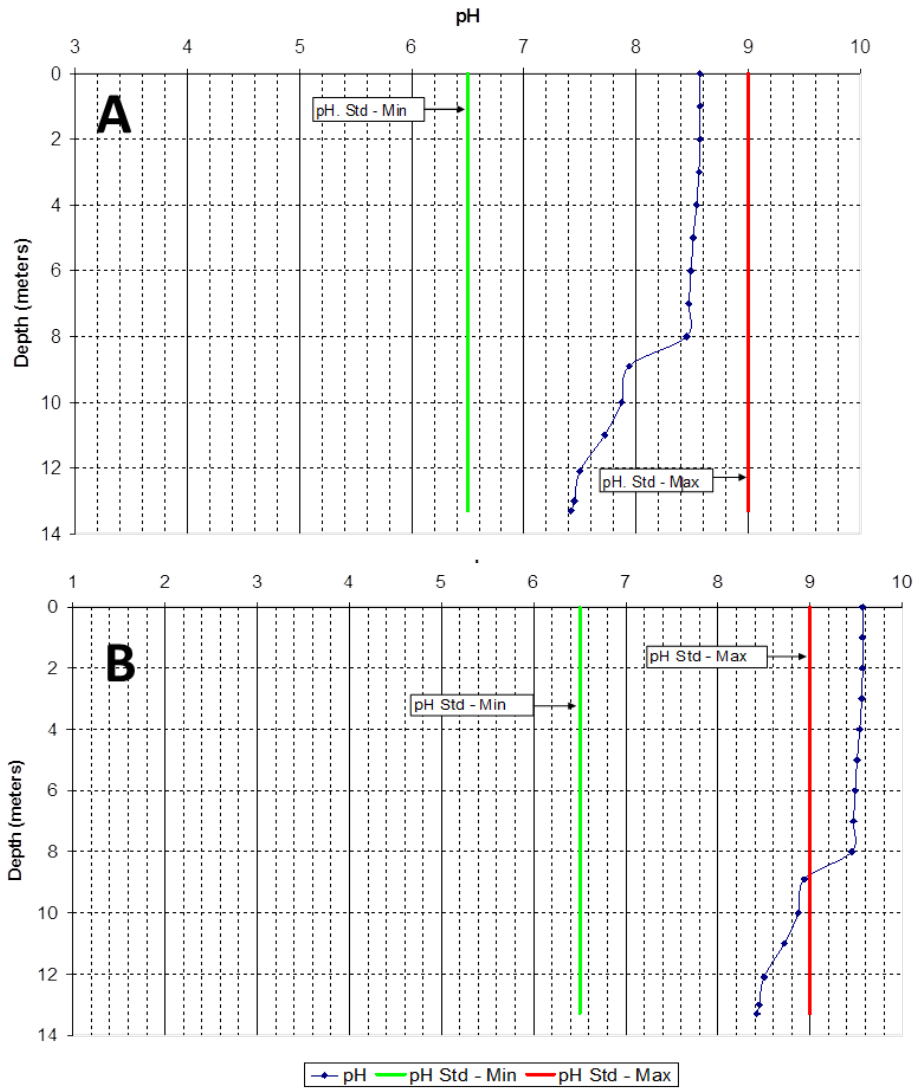 pH
3 4 5 6 7 8 9 10
0
A
pH. Std - Min
2
4
6
Depth (meters)
8
10
12
pH. Std - Max
14
1 2 3 4 5 6 7 8 9 10
0
B
pH Std - Max
2
pH Std - Min
4
6
Depth (meters)
8
10
12
14
pH pH Std - Min pH Std - Max